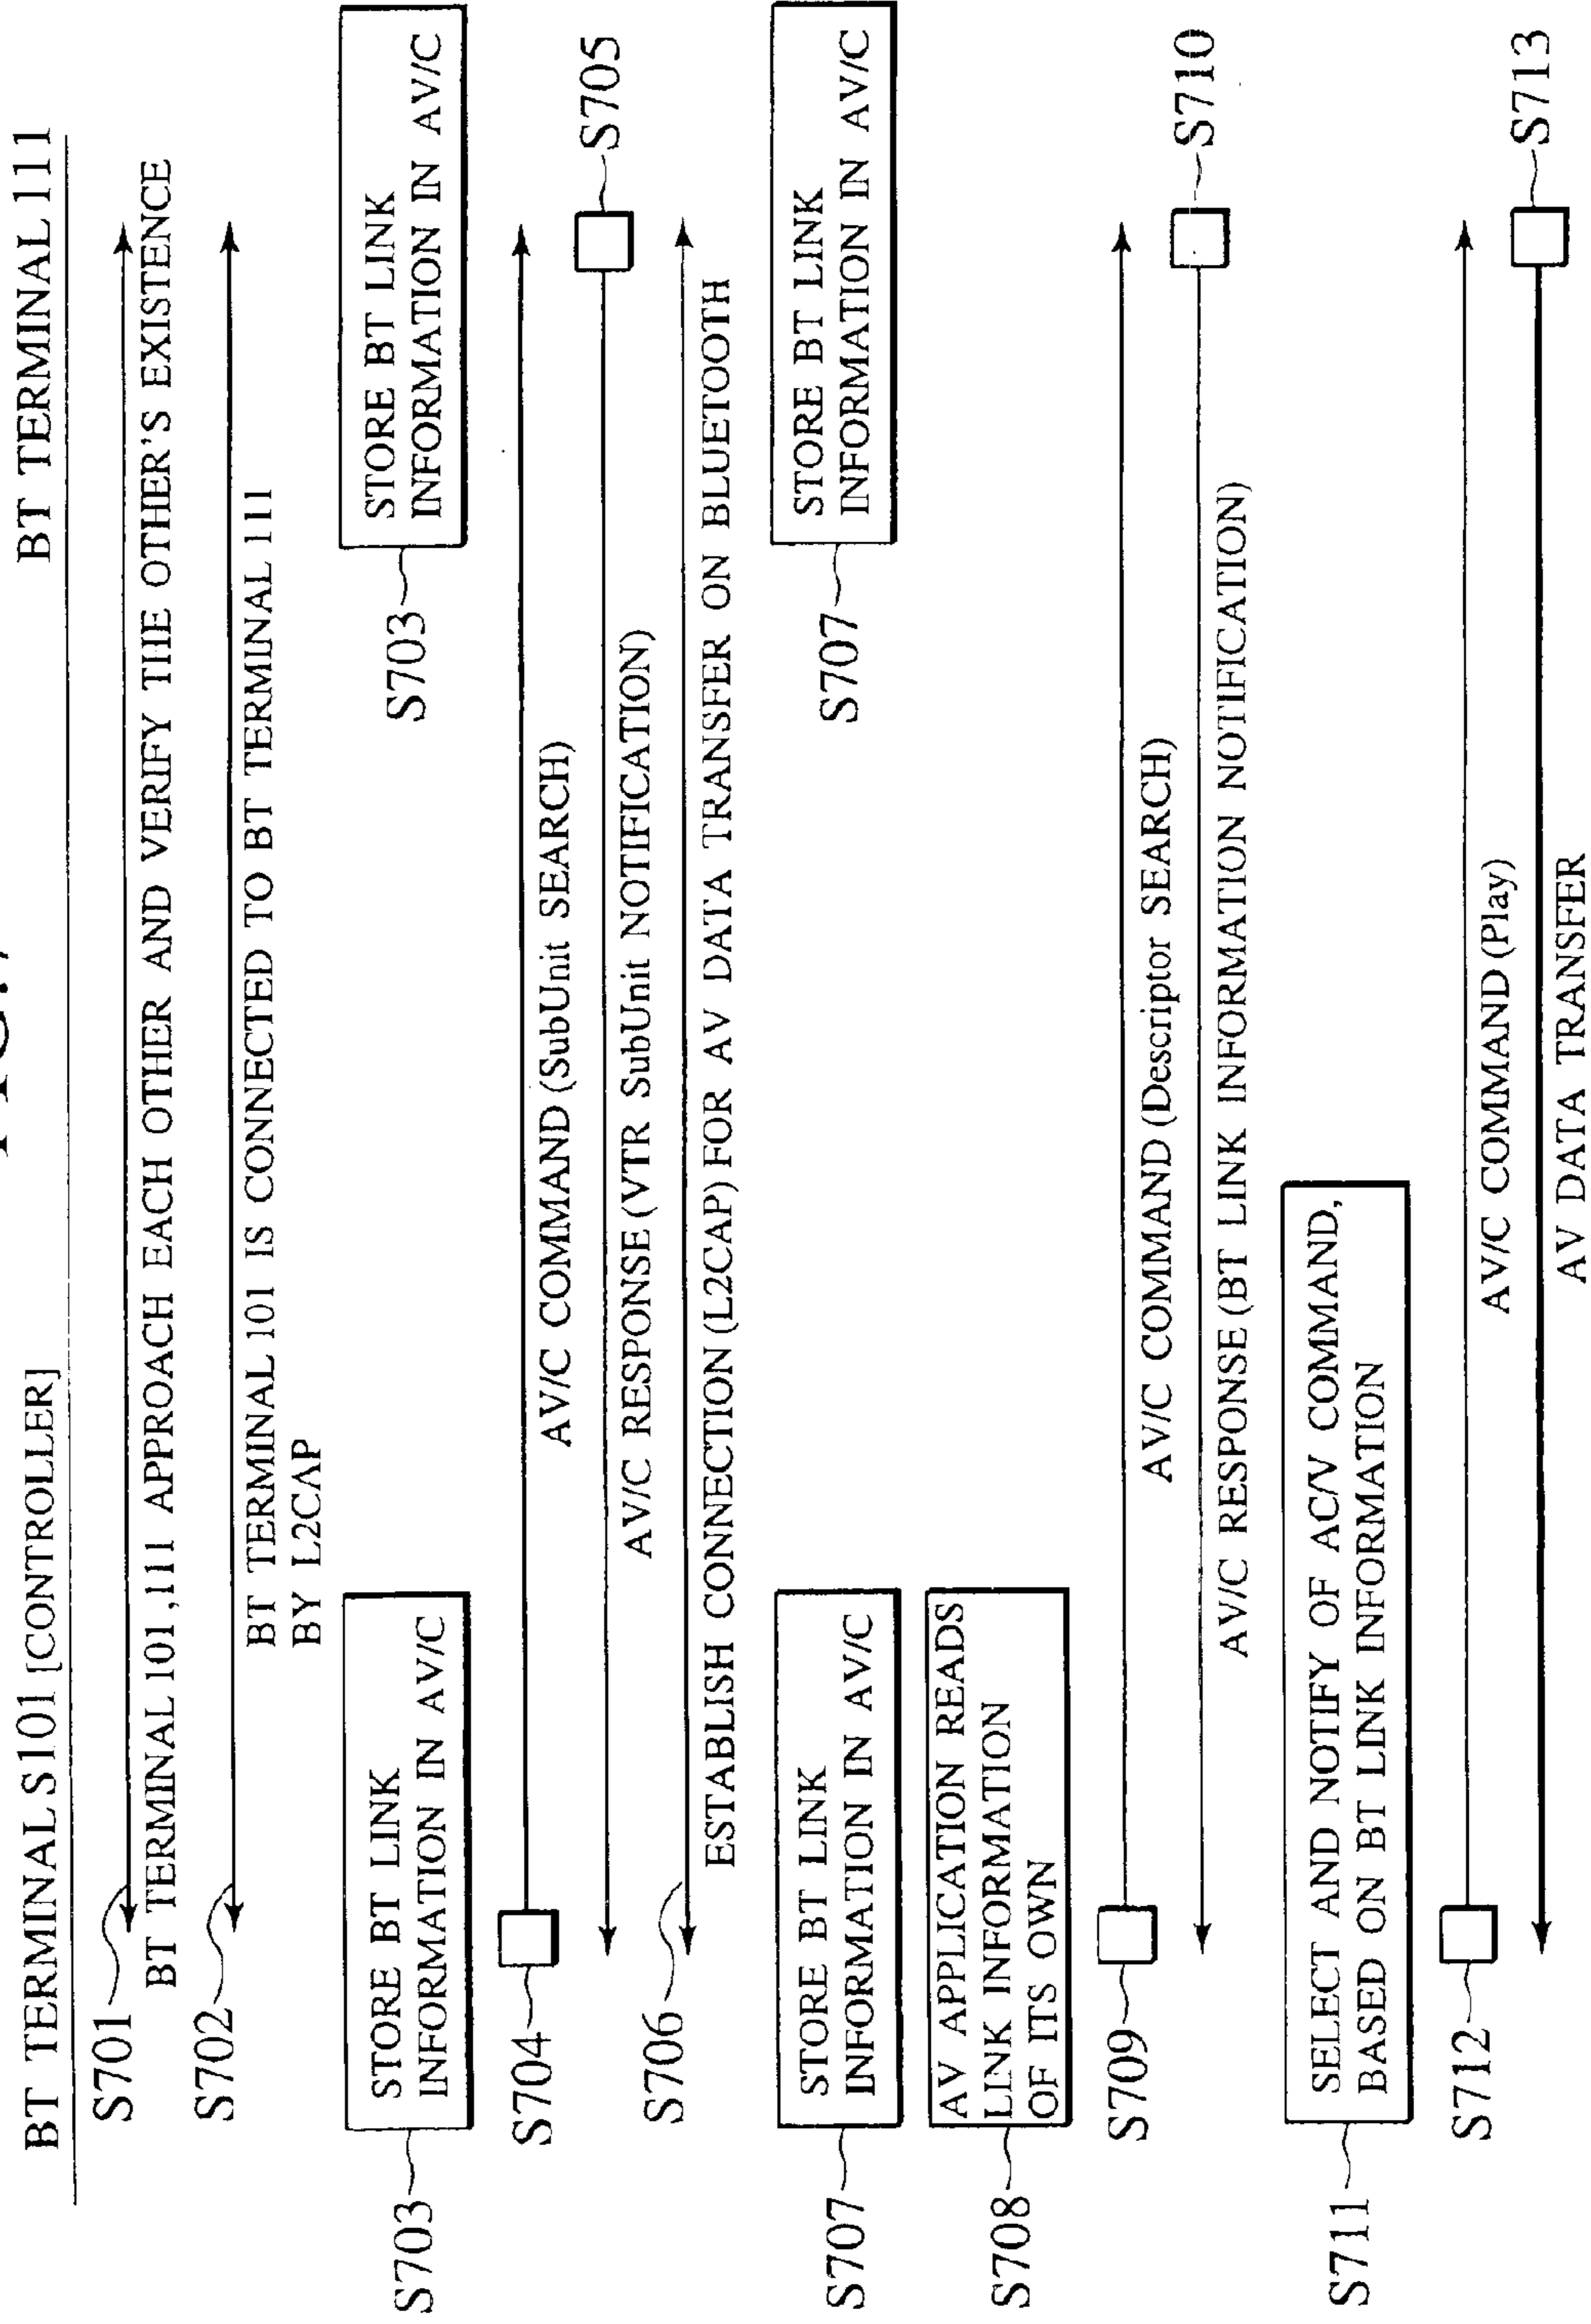 BT TERMINALS 101 [CONTROLLER]
BT TERMINAL 111
S701
BT TERMINAL 101,111 APPROACH EACH OTHER AND VERIFY THE OTHER'S EXISTENCE
S702
BT TERMINAL 101 IS CONNECTED TO BT TERMINAL 111
BY L2CAP
S703
STORE BT LINK
INFORMATION IN AV/C
S703
STORE BT LINK
INFORMATION IN AV/C
S704
AV/C COMMAND (SubUnit SEARCH)
S705
AV/C RESPONSE (VTR SubUnit NOTIFICATION)
S706
ESTABLISH CONNECTION (L2CAP) FOR AV DATA TRANSFER ON BLUETOOTH
S707
STORE BT LINK
INFORMATION IN AV/C
S707
STORE BT LINK
INFORMATION IN AV/C
S708
AV APPLICATION READS
LINK INFORMATION
OF ITS OWN
S709
AV/C COMMAND (Descriptor SEARCH)
S710
AV/C RESPONSE (BT LINK INFORMATION NOTIFICATION)
S711
SELECT AND NOTIFY OF AC/V COMMAND,
BASED ON BT LINK INFORMATION
S712
AV/C COMMAND (Play)
S713
AV DATA TRANSFER